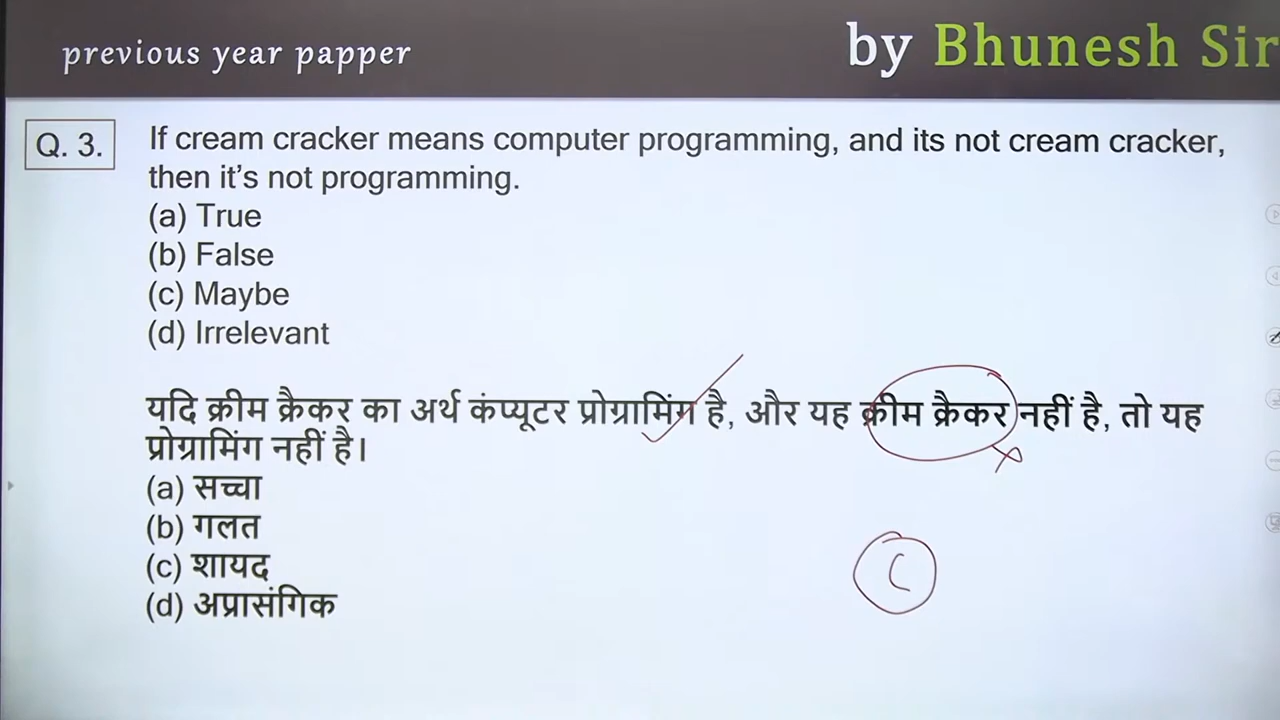 previous year papper
by Bhunesh Sir
Q. 3.
If cream cracker means computer programming, and its not cream cracker,
then it's not programming.
(a) True
(b) False
(c) Maybe
(d) Irrelevant
यदि क्रीम क्रैकर का अर्थ कंप्यूटर प्रोग्रामिंग है, और यह क्रीम क्रैकर नहीं है, तो यह
प्रोग्रामिंग नहीं है।
(a) सच्चा
(b) गलत
(c) शायद
(d) अप्रासंगिक
C